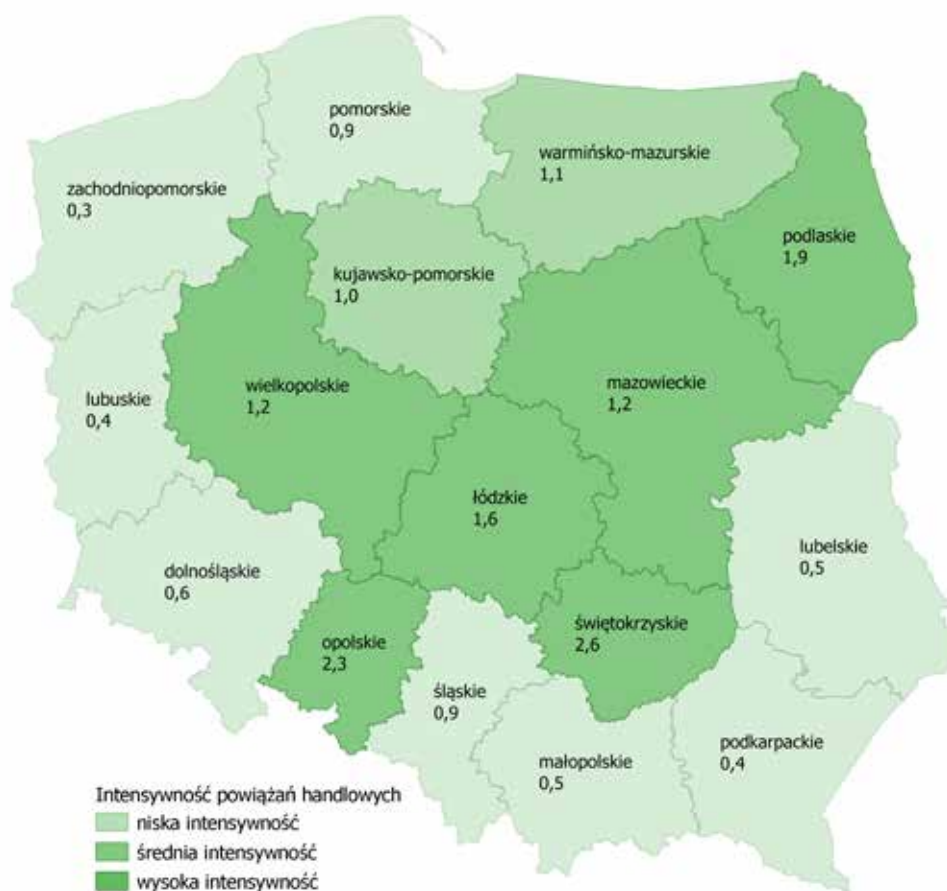 pomorskie
0,9
warmińsko-mazurskie
1,1
zachodniopomorskie
0,3
podlaskie
1,9
kujawsko-pomorskie
1,0
wielkopolskie
1,2
mazowieckie
1,2
lubuskie
0,4
łódzkie
1,6
lubelskie
0,5
dolnośląskie
0,6
świętokrzyskie
2,6
opolskie
2,3
śląskie
0,9
małopolskie
0,5
podkarpackie
0,4
Intensywność powiążań handlowych
niska intensywność
średnia intensywność
wysoka intensywność